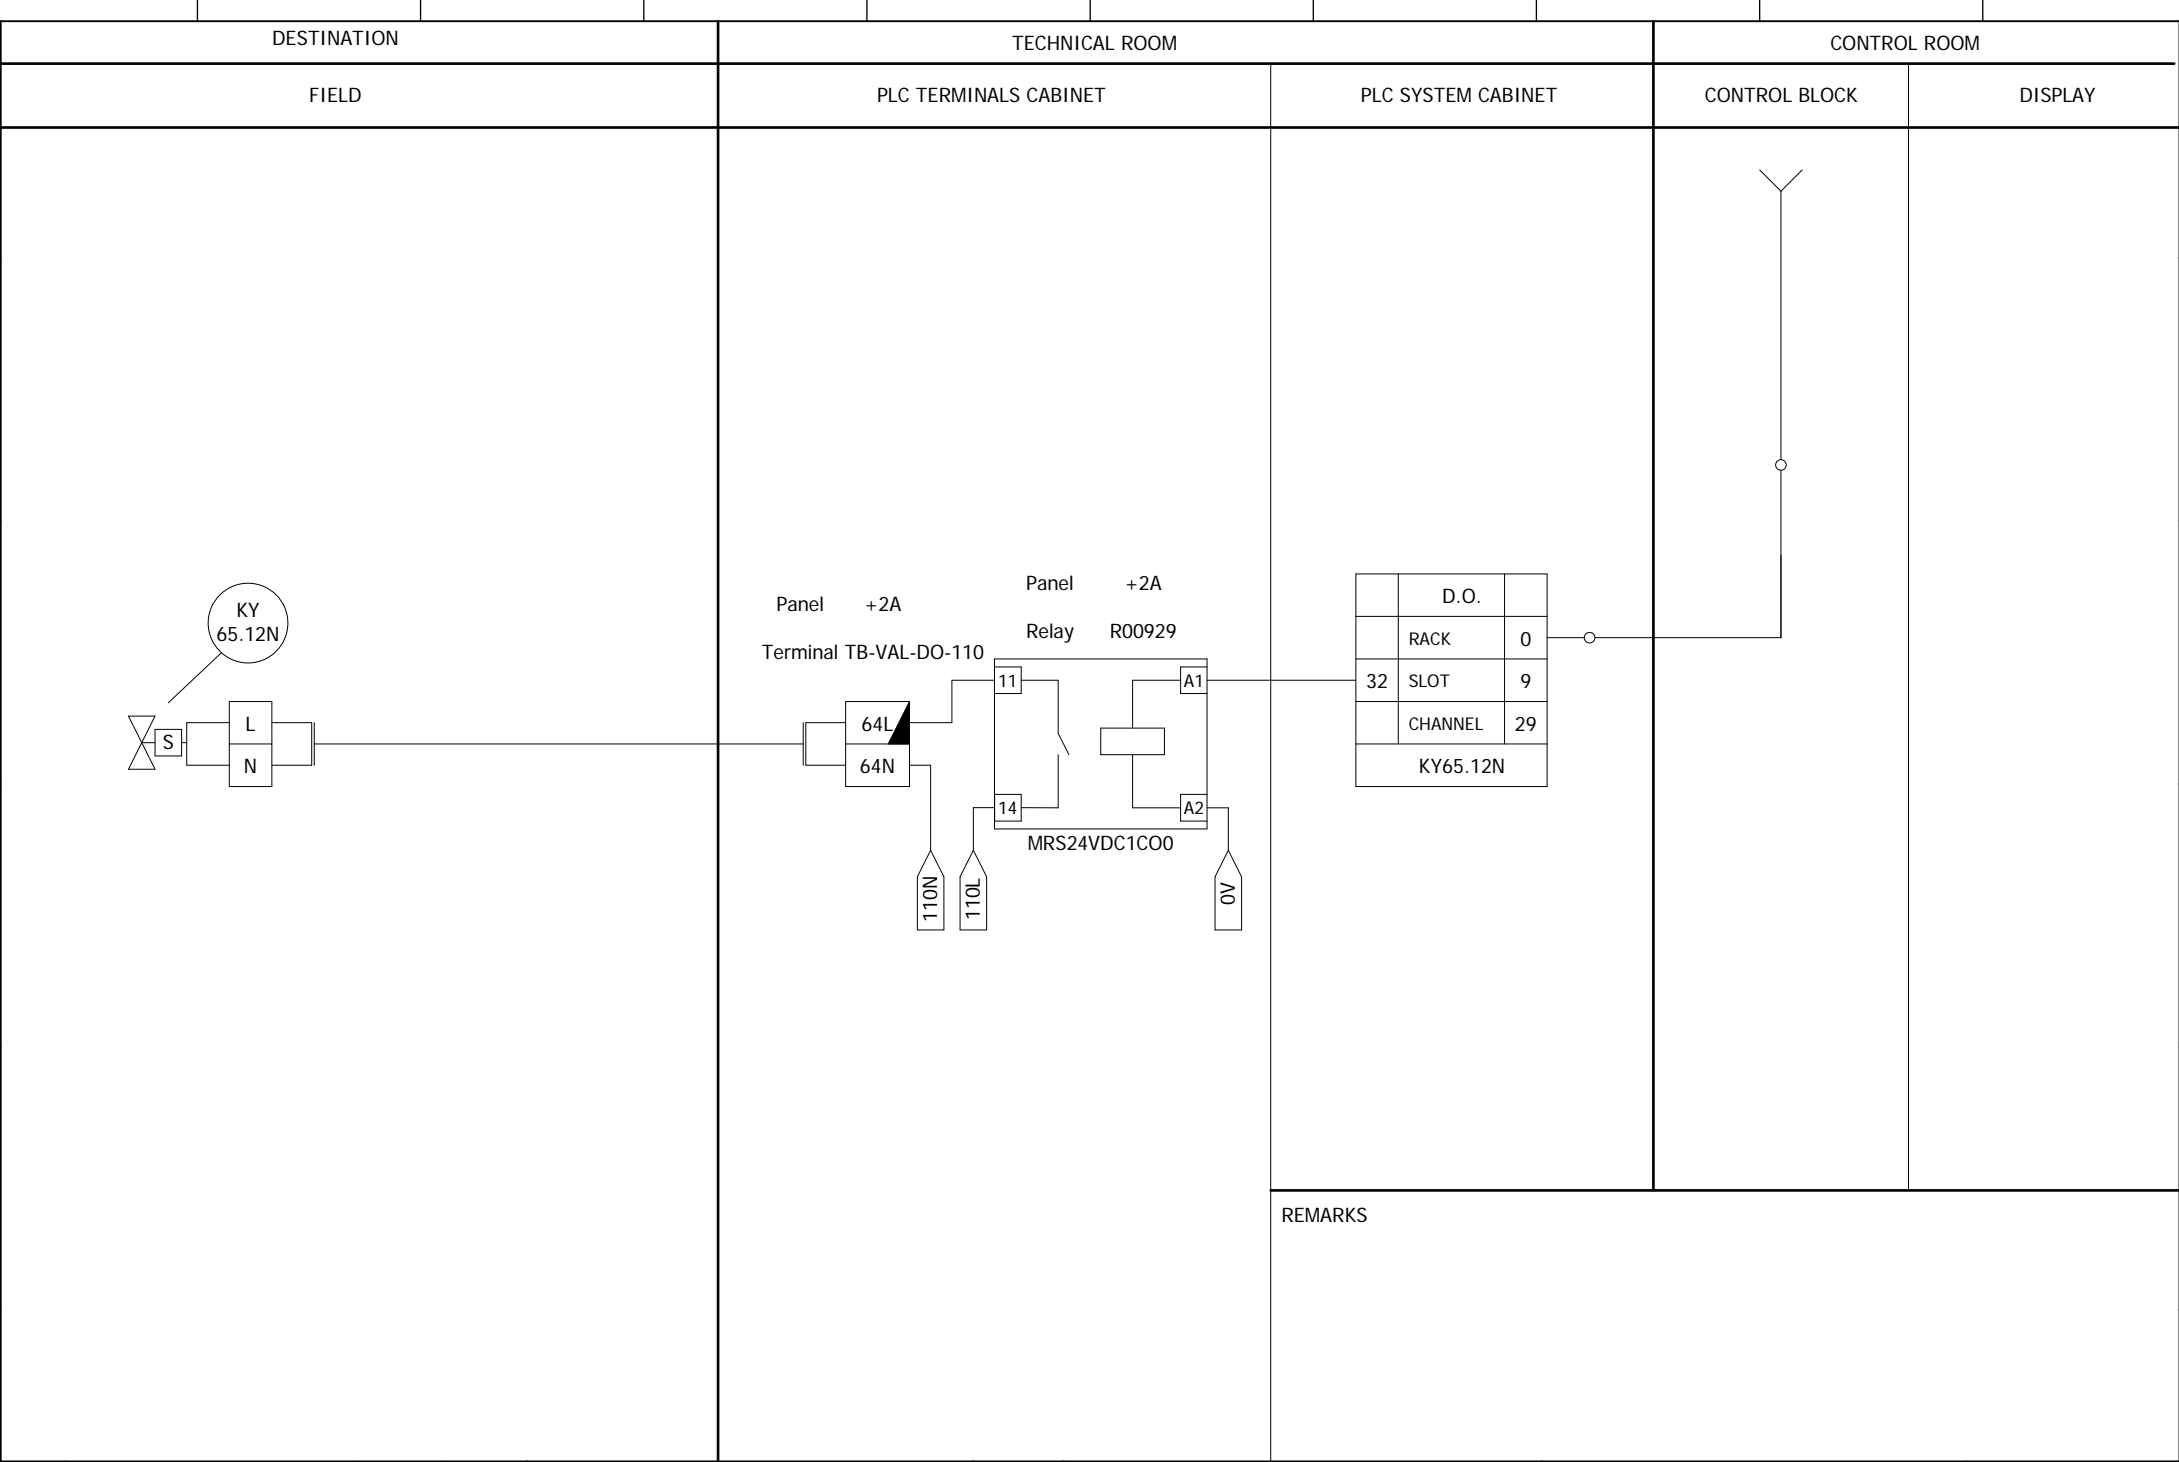 DESTINATION
TECHNICAL ROOM
CONTROL ROOM
FIELD
PLC TERMINALS CABINET
PLC SYSTEM CABINET
CONTROL BLOCK
DISPLAY
KY
65.12N
S
L
N
Panel +2A
Terminal TB-VAL-DO-110
64L
64N
110N
110L
Panel +2A
Relay R00929
11
14
A1
A2
MRS24VDC1CO0
0V
D.O.
RACK 0
32 SLOT 9
CHANNEL 29
KY65.12N
REMARKS